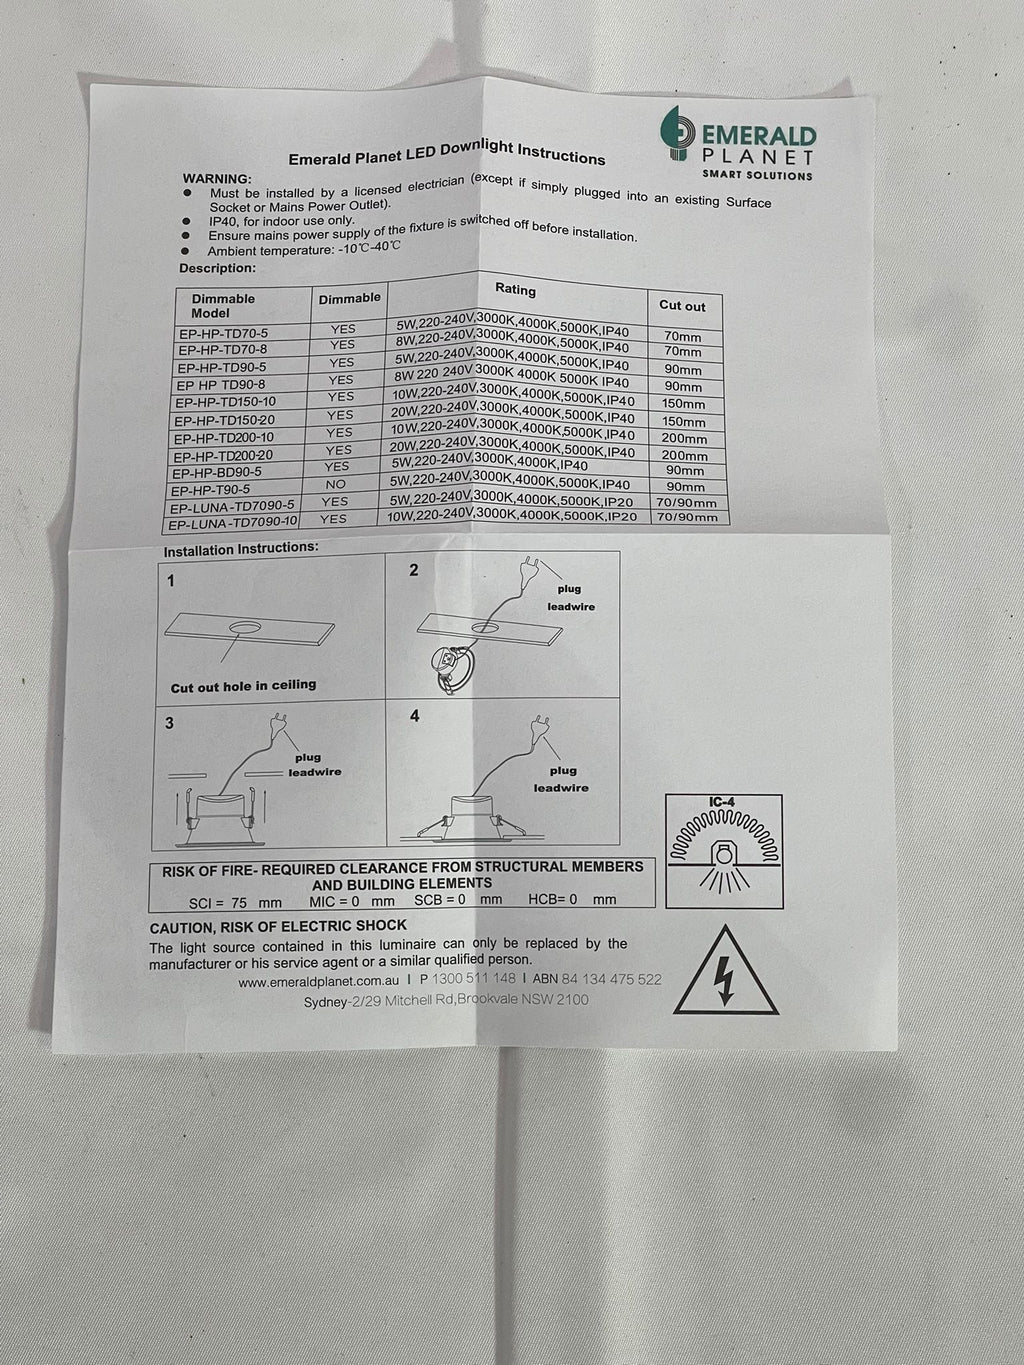 EMERALD
PLANET
SMART SOLUTIONS
Emerald Planet LED Downlight Instructions
WARNING:
● Must be installed by a licensed electrician (except if simply plugged into an existing Surface
Socket or Mains Power Outlet).
● IP40, for indoor use only.
● Ensure mains power supply of the fixture is switched off before installation.
● Ambient temperature: -10℃-40℃
Description:
Dimmable Model Dimmable Rating Cut out
EP-HP-TD70-5 YES 5W,220-240V,3000K,4000K,5000K,IP40 70mm
EP-HP-TD70-8 YES 8W,220-240V,3000K,4000K,5000K,IP40 70mm
EP-HP-TD90-5 YES 5W,220-240V,3000K,4000K,5000K,IP40 90mm
EP HP TD90-8 YES 8W 220 240V 3000K 4000K 5000K IP40 90mm
EP-HP-TD150-10 YES 10W,220-240V,3000K,4000K,5000K,IP40 150mm
EP-HP-TD150-20 YES 20W,220-240V,3000K,4000K,5000K,IP40 150mm
EP-HP-TD200-10 YES 10W,220-240V,3000K,4000K,5000K,IP40 200mm
EP-HP-TD200-20 YES 20W,220-240V,3000K,4000K,5000K,IP40 200mm
EP-HP-BD90-5 YES 5W,220-240V,3000K,4000K,IP40 90mm
EP-HP-T90-5 NO 5W,220-240V,3000K,4000K,5000K,IP40 90mm
EP-LUNA-TD7090-5 YES 5W,220-240V,3000K,4000K,5000K,IP20 70/90mm
EP-LUNA-TD7090-10 YES 10W,220-240V,3000K,4000K,5000K,IP20 70/90mm
Installation Instructions:
1
Cut out hole in ceiling
2
plug
leadwire
3
plug
leadwire
4
plug
leadwire
IC-4
RISK OF FIRE- REQUIRED CLEARANCE FROM STRUCTURAL MEMBERS
AND BUILDING ELEMENTS
SCI = 75 mm MIC = 0 mm SCB = 0 mm HCB= 0 mm
CAUTION, RISK OF ELECTRIC SHOCK
The light source contained in this luminaire can only be replaced by the
manufacturer or his service agent or a similar qualified person.
www.emeraldplanet.com.au I P 1300 511 148 I ABN 84 134 475 522
Sydney-2/29 Mitchell Rd,Brookvale NSW 2100